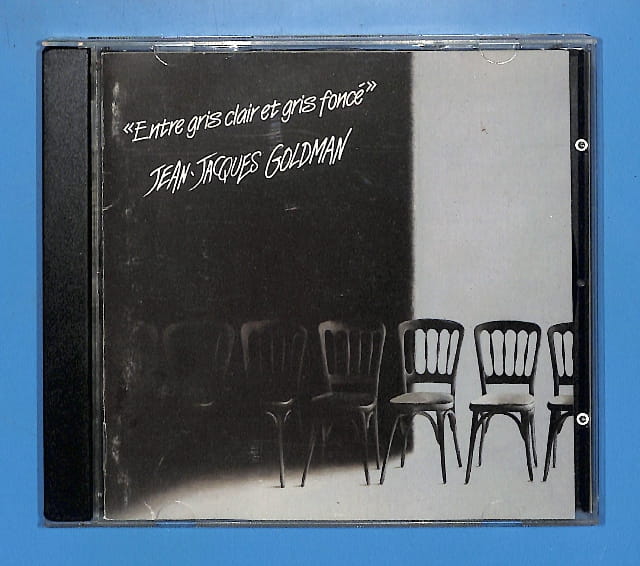 «Entre gris clair et gris foncé»
JEAN-JACQUES GOLDMAN